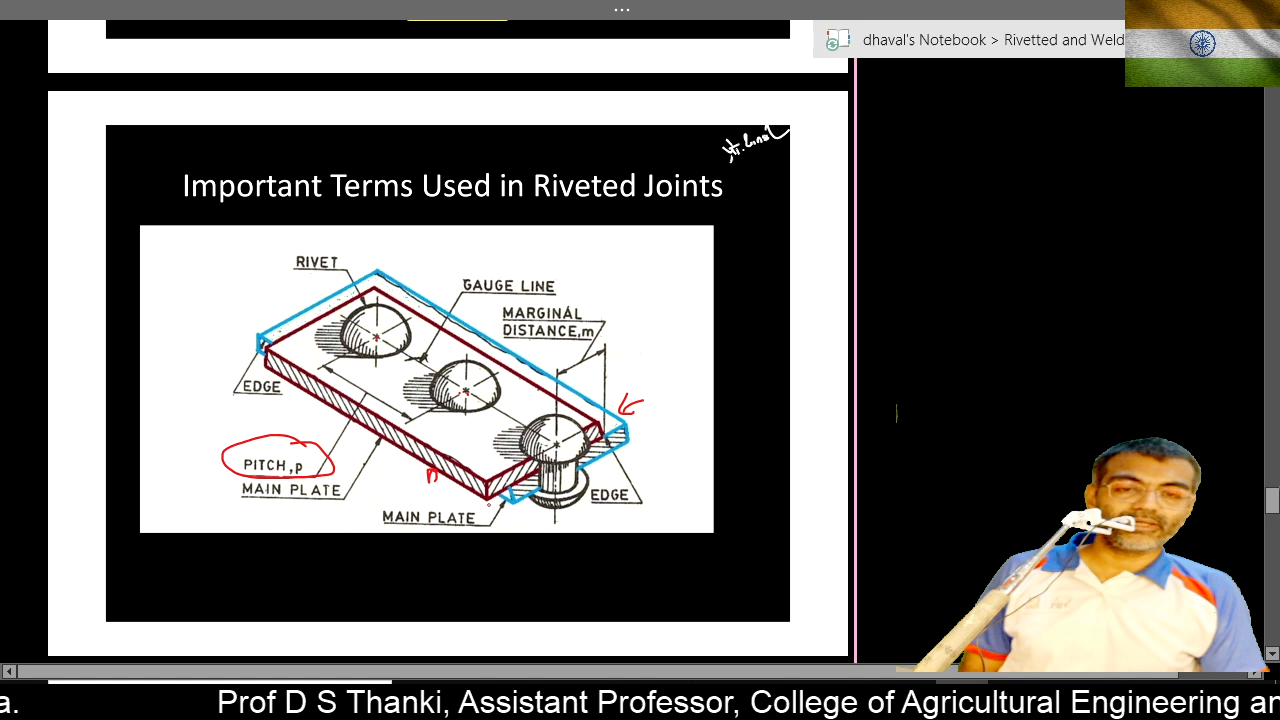 ...
dhaval's Notebook > Rivetted and Weld
Important Terms Used in Riveted Joints
RIVET
GAUGE LINE
MARGINAL
DISTANCE,m
EDGE
PITCH,p
MAIN PLATE
EDGE
MAIN PLATE
a. Prof D S Thanki, Assistant Professor, College of Agricultural Engineering an